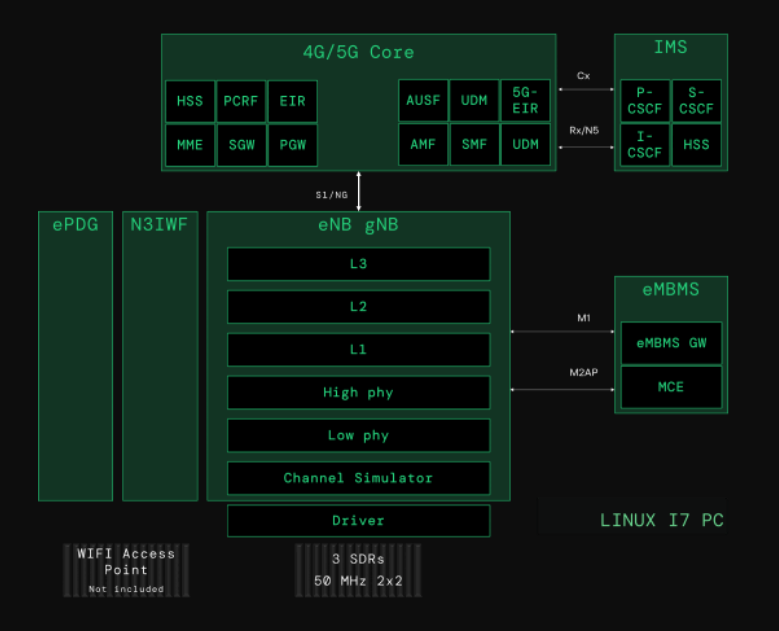 4G/5G Core
HSS PCRF EIR
MME SGW PGW
AUSF UDM 5G-
EIR
AMF SMF UDM
Cx
Rx/N5
IMS
P-
CSCF
S-
CSCF
I-
CSCF
HSS
S1/NG
ePDG
N3IWF
eNB gNB
L3
L2
L1
High phy
Low phy
Channel Simulator
Driver
M1
M2AP
eMBMS
eMBMS GW
MCE
LINUX I7 PC
WIFI Access
Point
Not included
3 SDRs
50 MHz 2x2